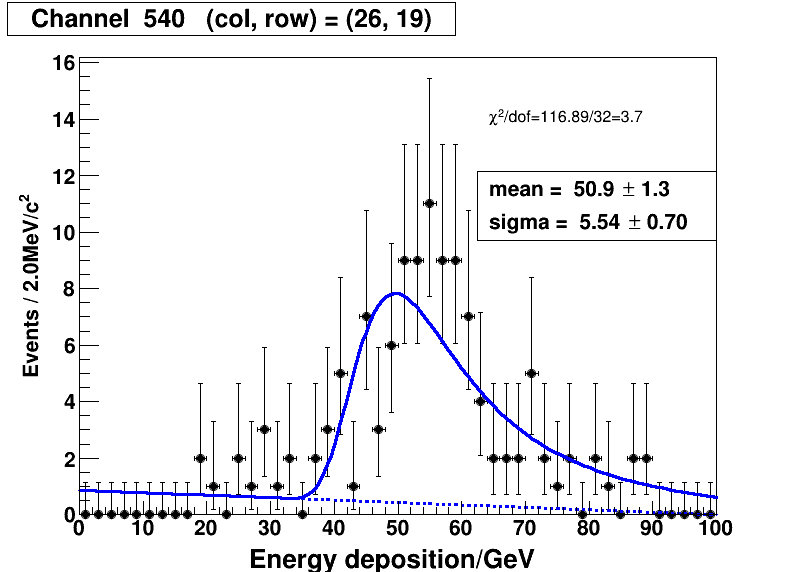 Channel  540   (col, row) = (26, 19)
χ²/dof=116.89/32=3.7
mean =  50.9 ± 1.3
sigma =  5.54 ± 0.70
Events / 2.0MeV/c²
16
14
12
10
8
6
4
2
0
0 10 20 30 40 50 60 70 80 90 100
Energy deposition/GeV